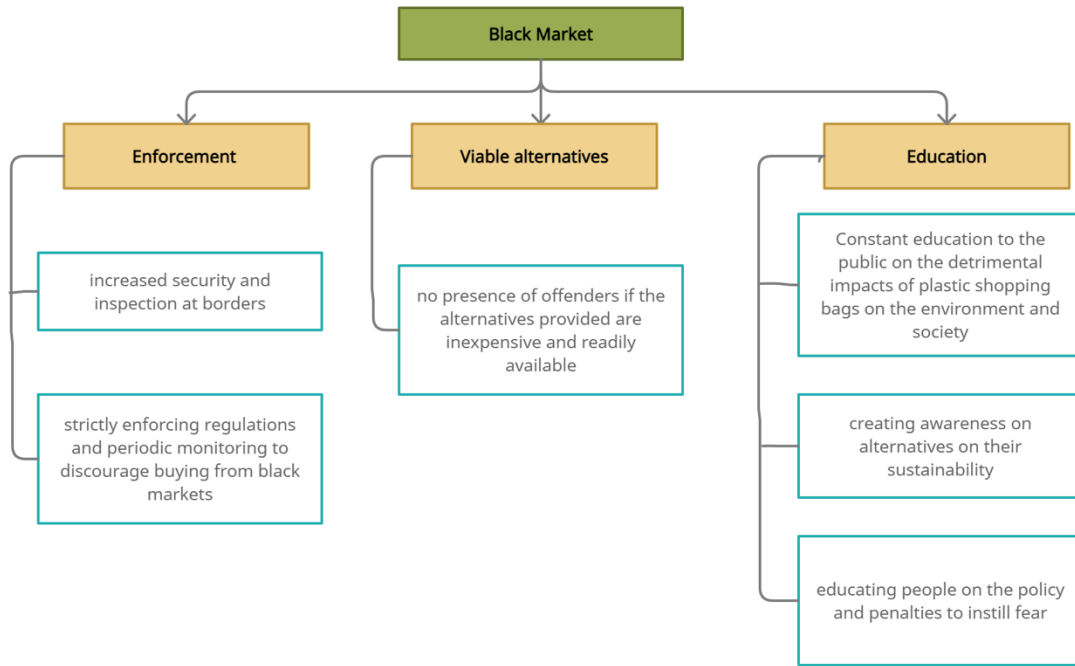 Black Market
Enforcement
Viable alternatives
Education
increased security and
inspection at borders
strictly enforcing regulations
and periodic monitoring to
discourage buying from black
markets
no presence of offenders if the
alternatives provided are
inexpensive and readily
available
Constant education to the
public on the detrimental
impacts of plastic shopping
bags on the environment and
society
creating awareness on
alternatives on their
sustainability
educating people on the policy
and penalties to instill fear